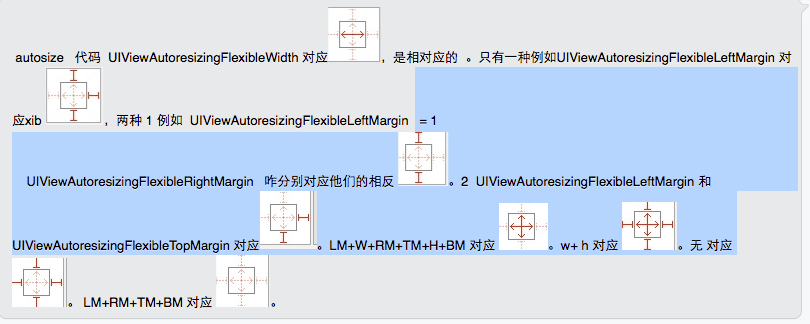 autosize 代码 UIViewAutoresizingFlexibleWidth 对应 ，是相对应的 。只有一种例如UIViewAutoresizingFlexibleLeftMargin 对
应xib ，两种 1 例如 UIViewAutoresizingFlexibleLeftMargin = 1
UIViewAutoresizingFlexibleRightMargin 咋分别对应他们的相反 。2 UIViewAutoresizingFlexibleLeftMargin 和
UIViewAutoresizingFlexibleTopMargin 对应 。LM+W+RM+TM+H+BM 对应 。w+ h 对应 。无 对应
。 LM+RM+TM+BM 对应 。